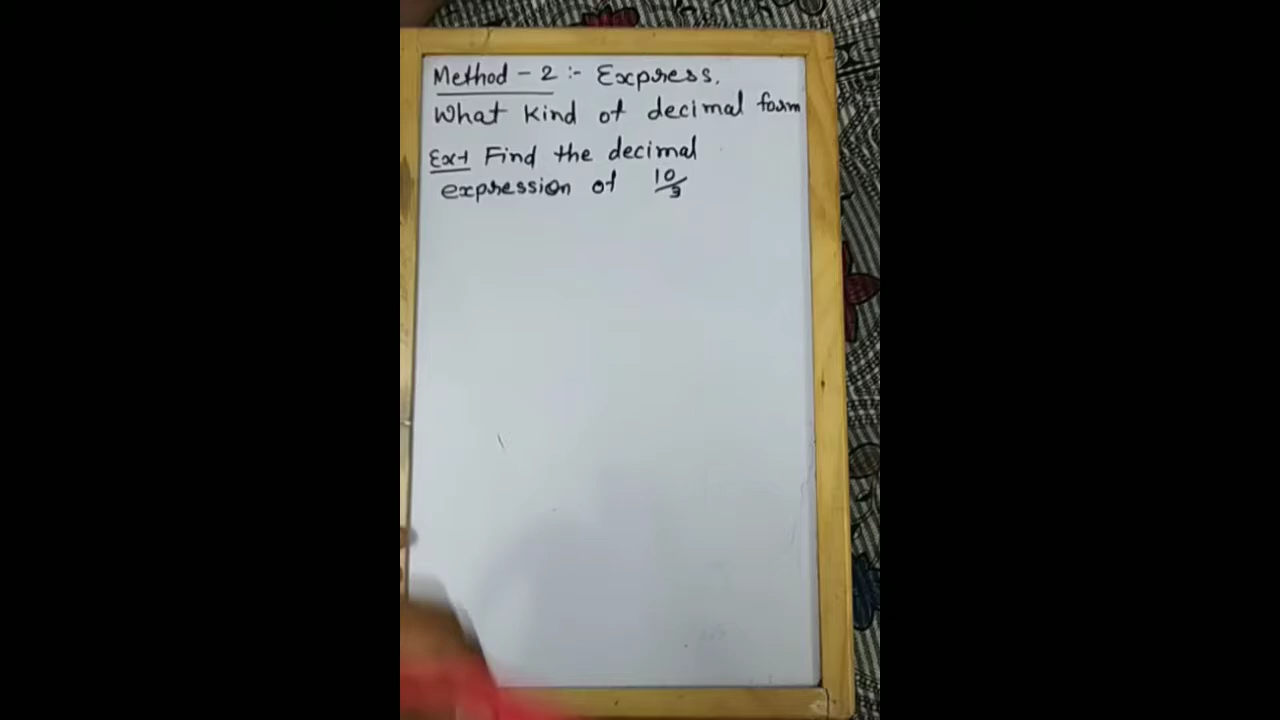 Method - 2 :- Express.
What kind of decimal form
Ex-1 Find the decimal
expression of 10/3